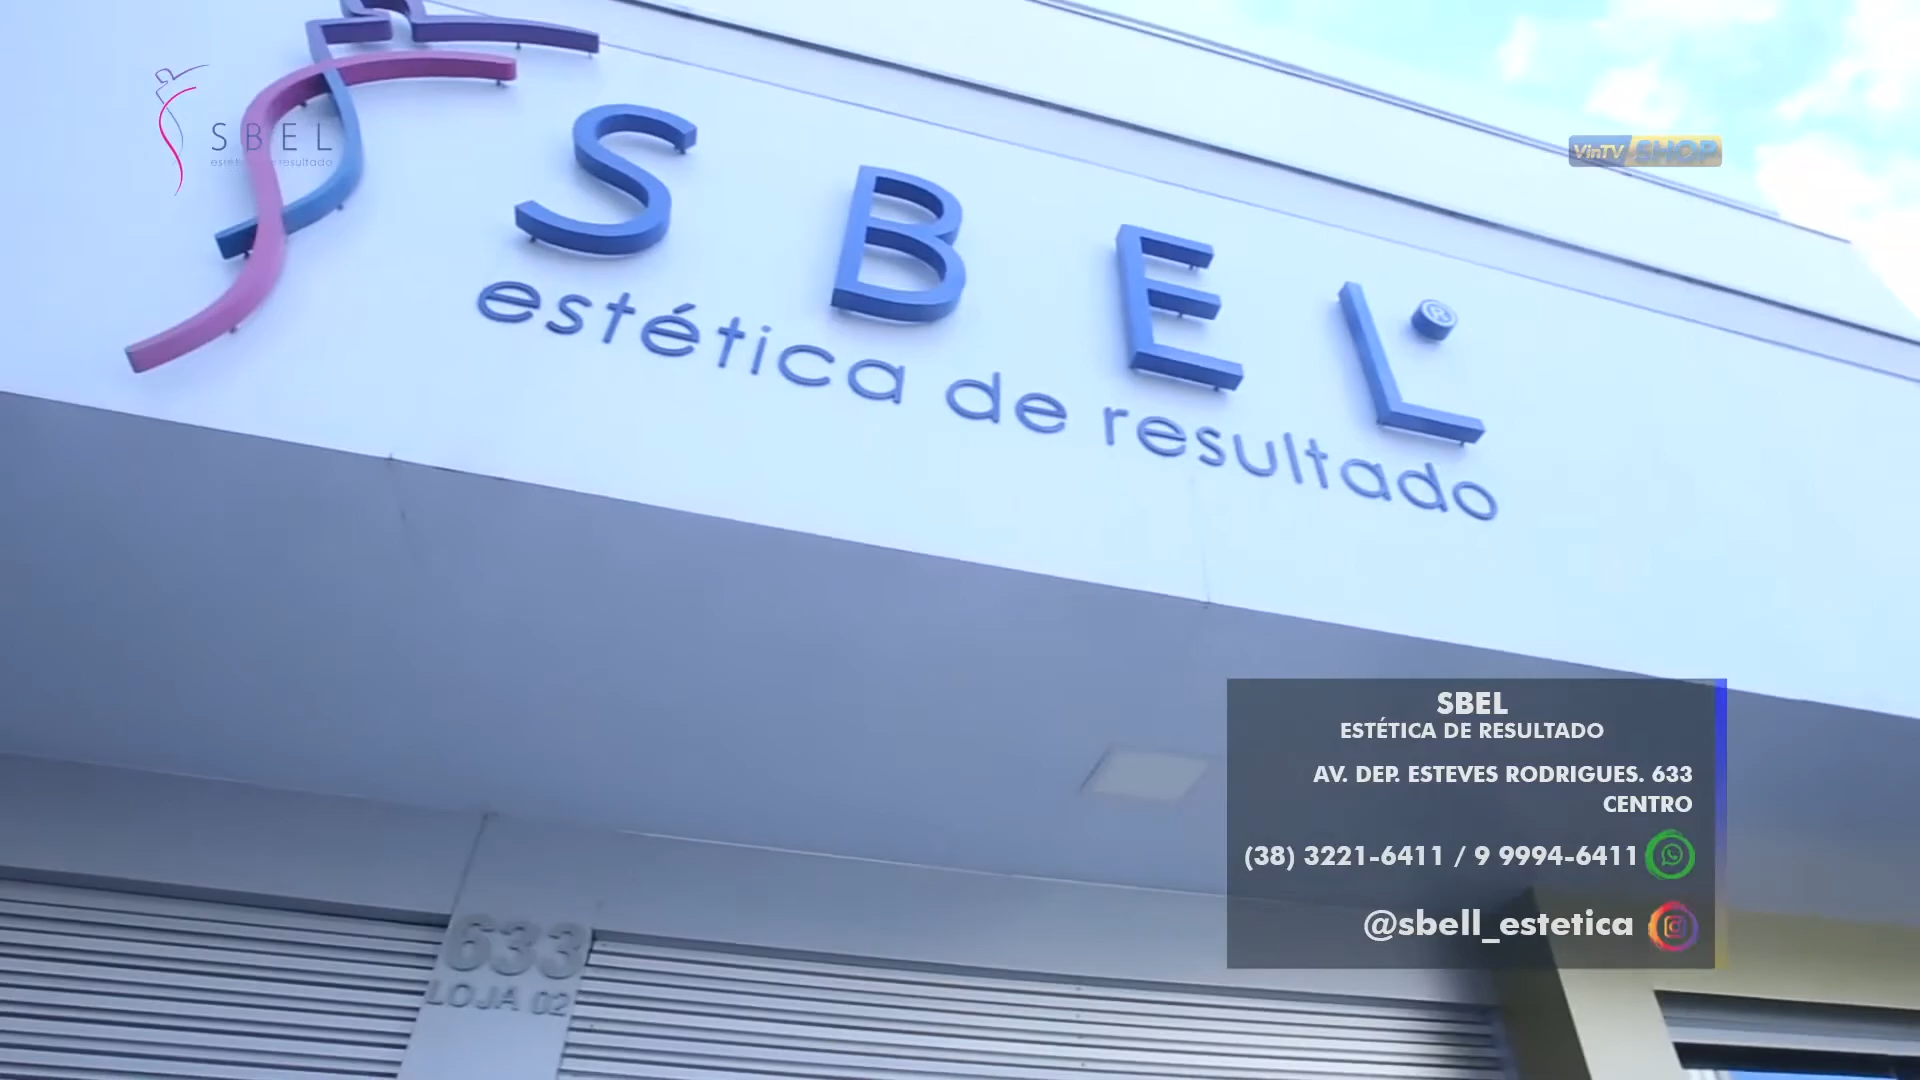 SBEL
estética de resultado
VinTV SHOP
SBEL®
estética de resultado
SBEL
ESTÉTICA DE RESULTADO
AV. DEP. ESTEVES RODRIGUES. 633
CENTRO
(38) 3221-6411 / 9 9994-6411
@sbell_estetica
633
LOJA 02